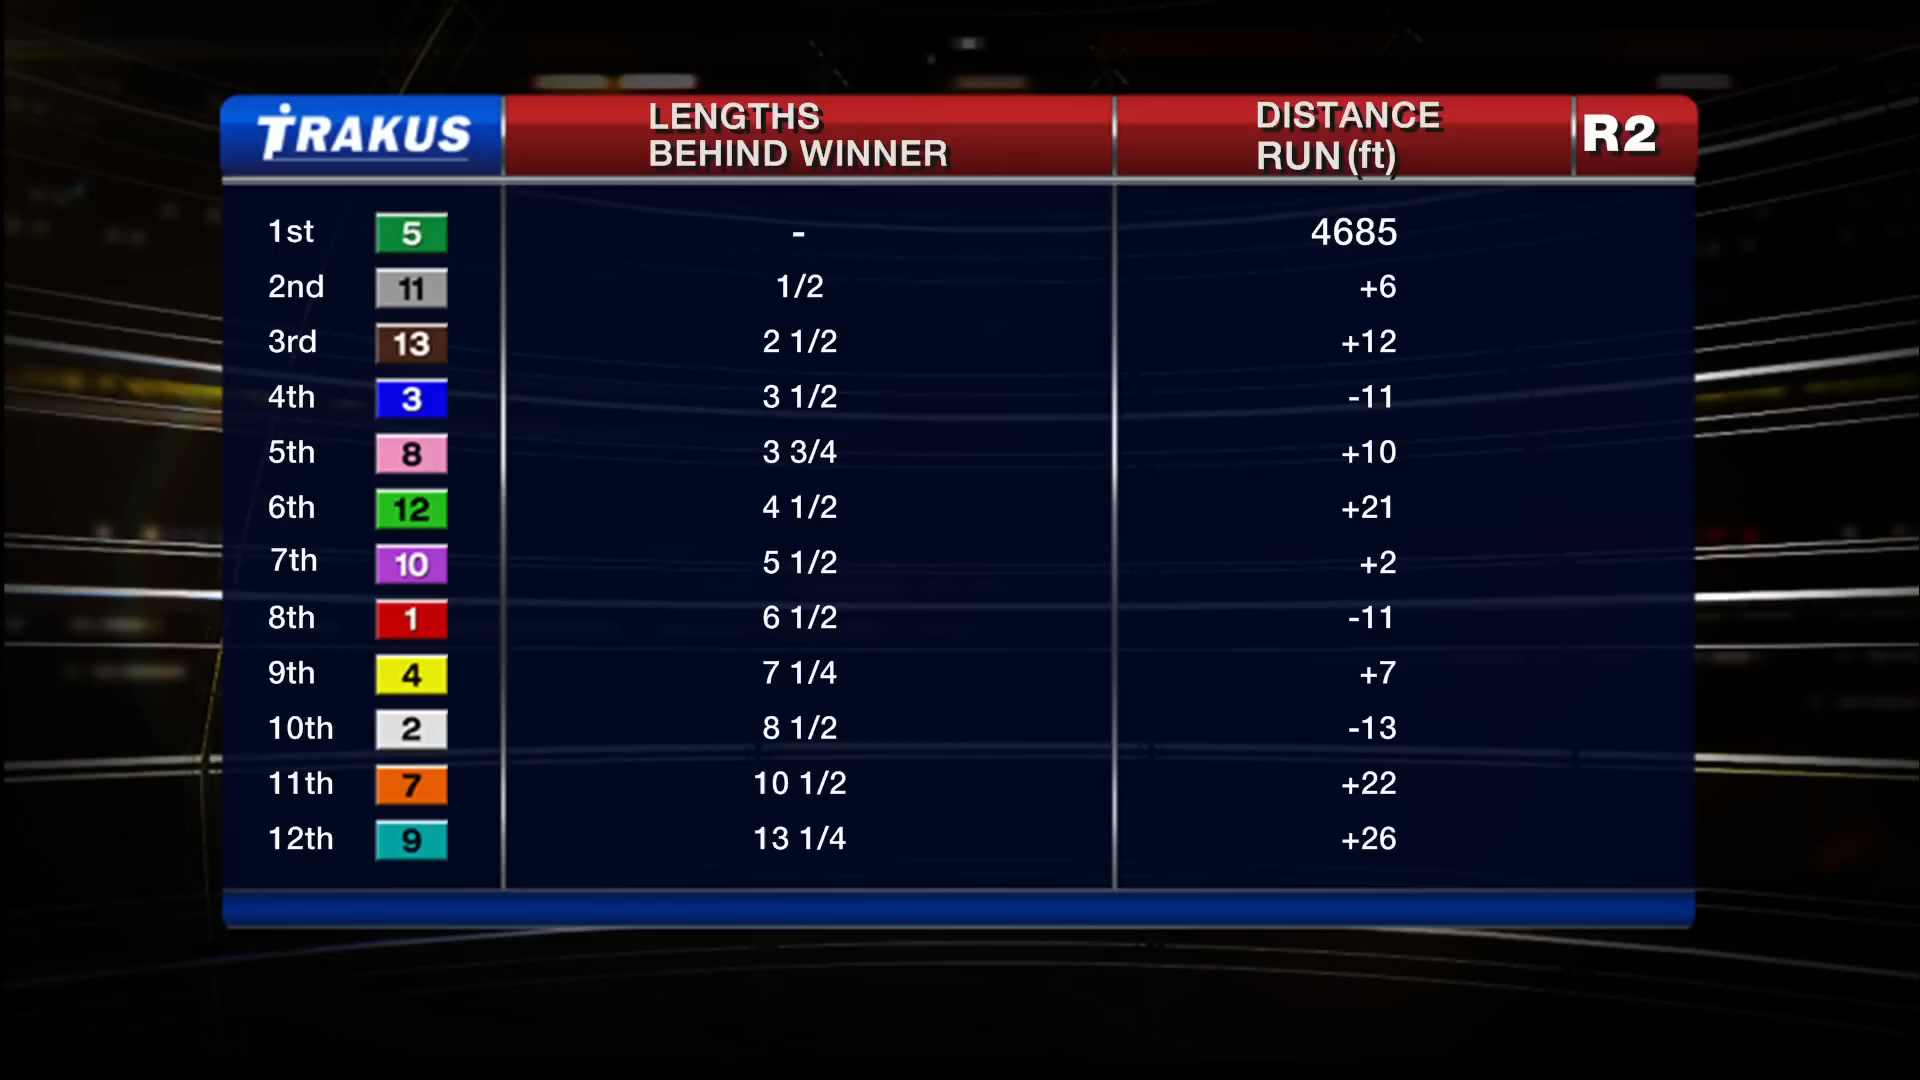 TRAKUS
LENGTHS
BEHIND WINNER
DISTANCE
RUN (ft)
R2
1st 5 - 4685
2nd 11 1/2 +6
3rd 13 2 1/2 +12
4th 3 3 1/2 -11
5th 8 3 3/4 +10
6th 12 4 1/2 +21
7th 10 5 1/2 +2
8th 1 6 1/2 -11
9th 4 7 1/4 +7
10th 2 8 1/2 -13
11th 7 10 1/2 +22
12th 9 13 1/4 +26